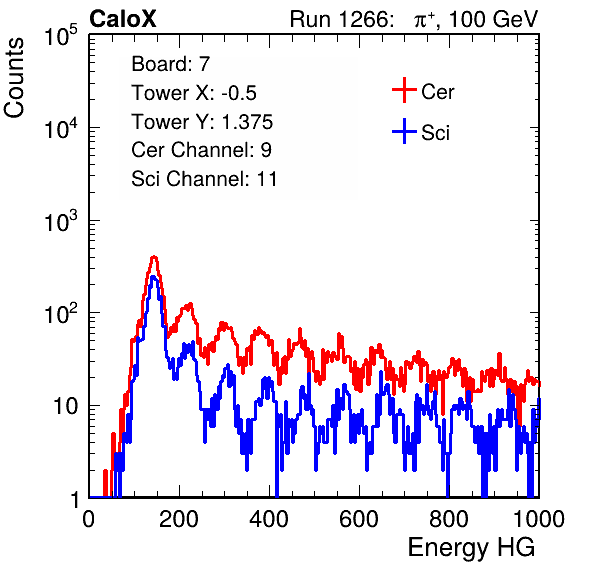 CaloX Run 1266: π⁺, 100 GeV
Counts
10⁵
10⁴
10³
10²
10
1
Board: 7
Tower X: -0.5
Tower Y: 1.375
Cer Channel: 9
Sci Channel: 11
Cer
Sci
0 200 400 600 800 1000
Energy HG